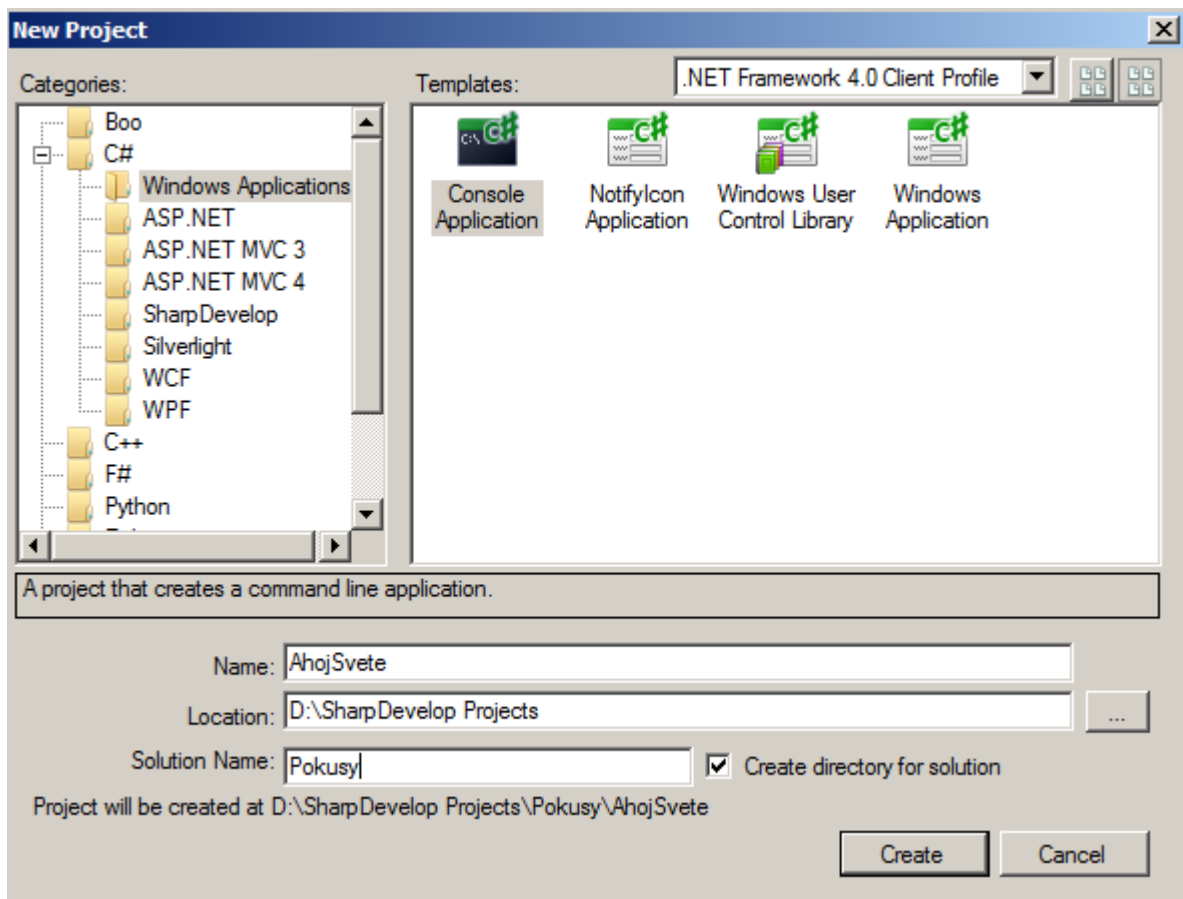 New Project
Categories:
Templates:
.NET Framework 4.0 Client Profile
Boo
C#
Windows Applications
ASP.NET
ASP.NET MVC 3
ASP.NET MVC 4
SharpDevelop
Silverlight
WCF
WPF
C++
F#
Python
Console
Application
NotifyIcon
Application
Windows User
Control Library
Windows
Application
A project that creates a command line application.
Name: AhojSvete
Location: D:\SharpDevelop Projects
...
Solution Name: Pokusy
Create directory for solution
Project will be created at D:\SharpDevelop Projects\Pokusy\AhojSvete
Create
Cancel